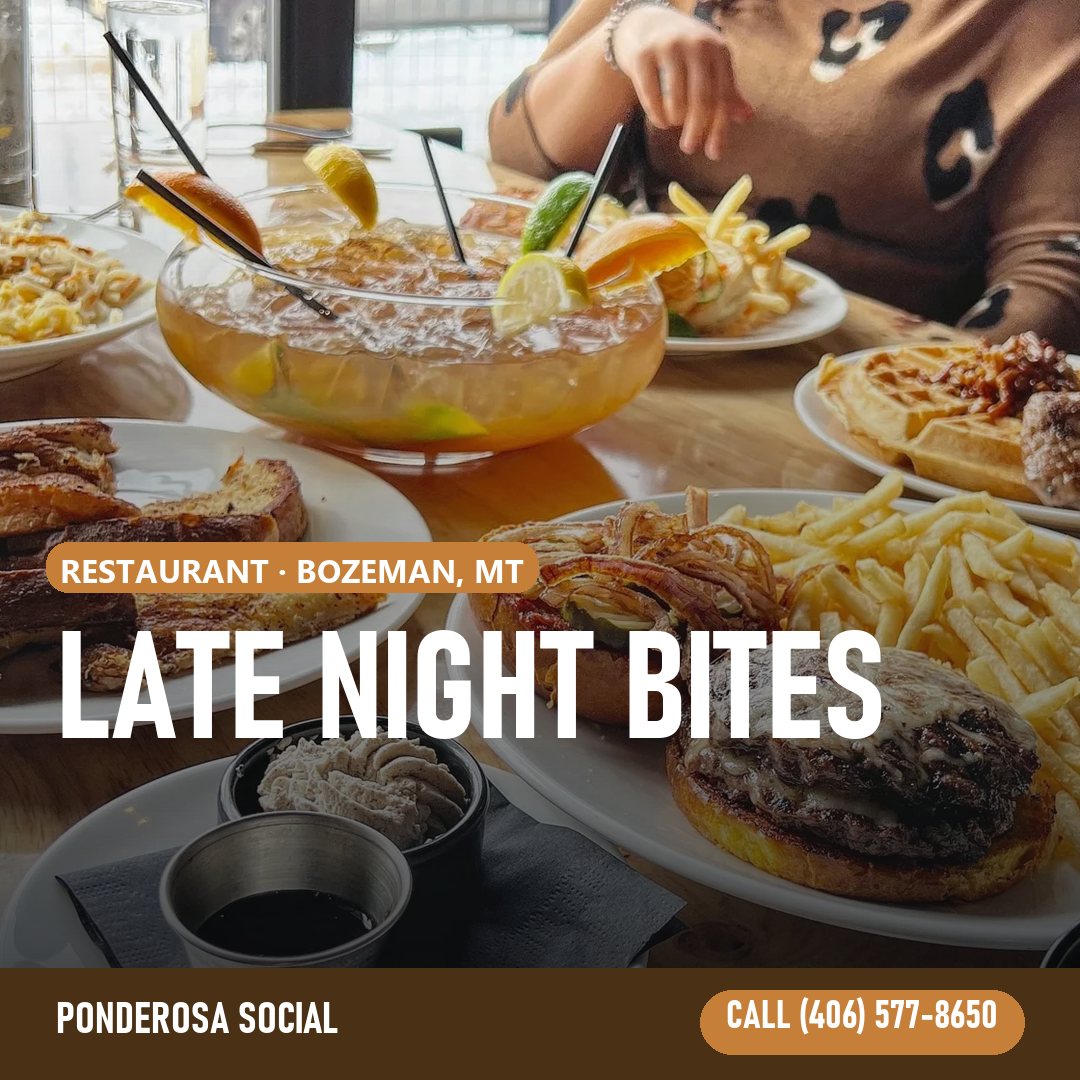 RESTAURANT · BOZEMAN, MT
LATE NIGHT BITES
PONDEROSA SOCIAL
CALL (406) 577-8650